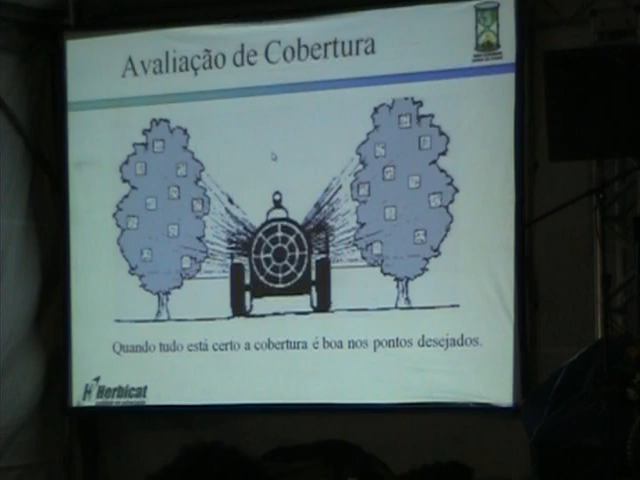 Avaliação de Cobertura
Quando tudo está certo a cobertura é boa nos pontos desejados.
Herbicat